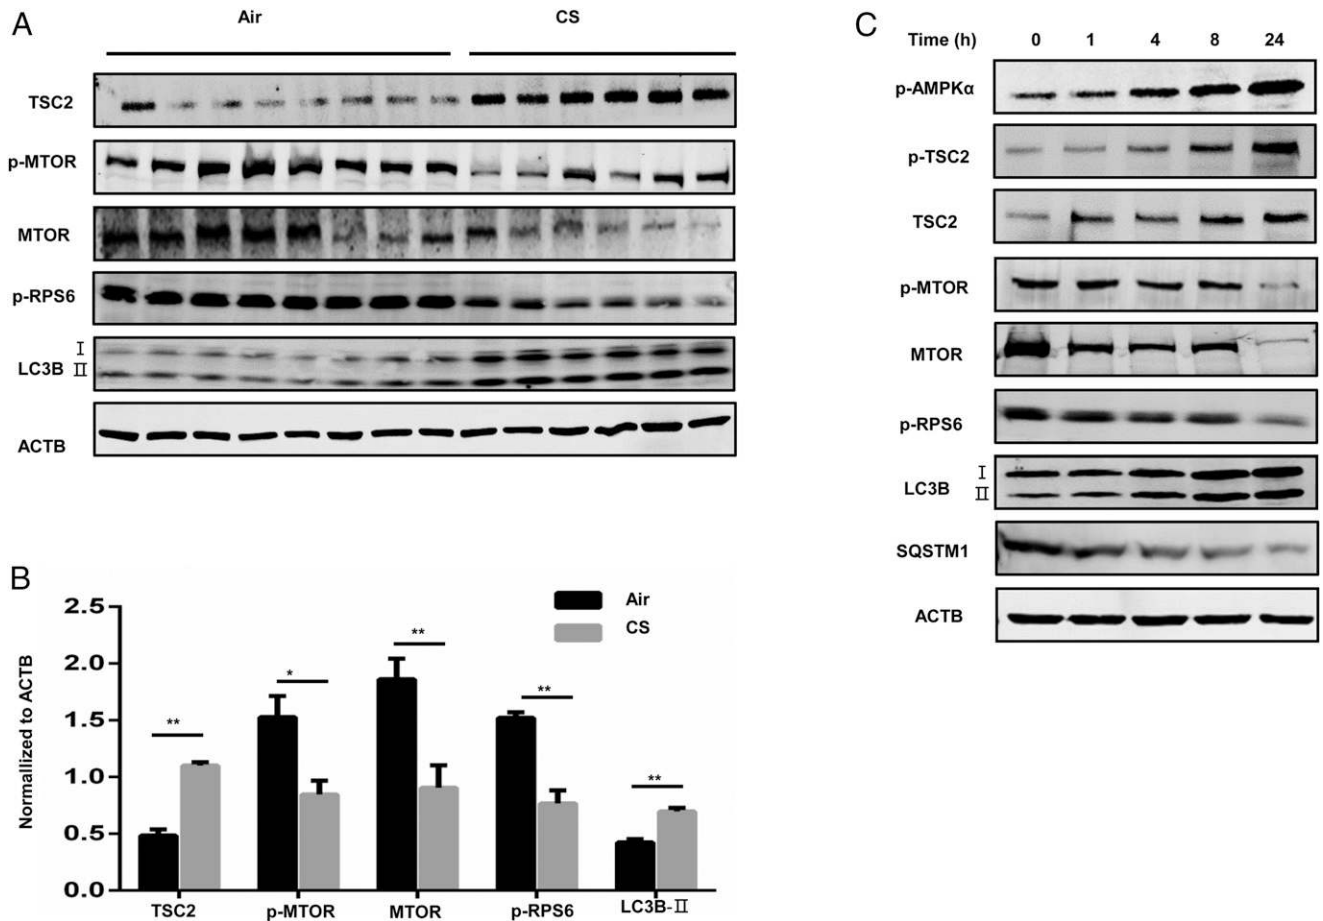 A
Air CS
TSC2
p-MTOR
MTOR
p-RPS6
I
LC3B II
ACTB
B
Air
CS
Normallized to ACTB
2.5
2.0
1.5
1.0
0.5
0.0
** * ** ** **
TSC2 p-MTOR MTOR p-RPS6 LC3B-II
C
Time (h) 0 1 4 8 24
p-AMPKα
p-TSC2
TSC2
p-MTOR
MTOR
p-RPS6
I
LC3B II
SQSTM1
ACTB